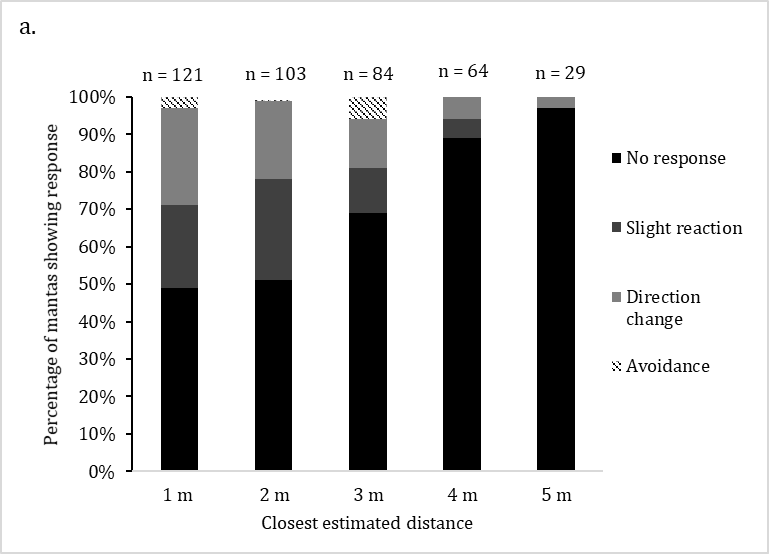 a.
n = 121 n = 103 n = 84 n = 64 n = 29
100%
90%
80%
70%
60%
50%
40%
30%
20%
10%
0%
Percentage of mantas showing response
1 m 2 m 3 m 4 m 5 m
Closest estimated distance
No response
Slight reaction
Direction
change
Avoidance